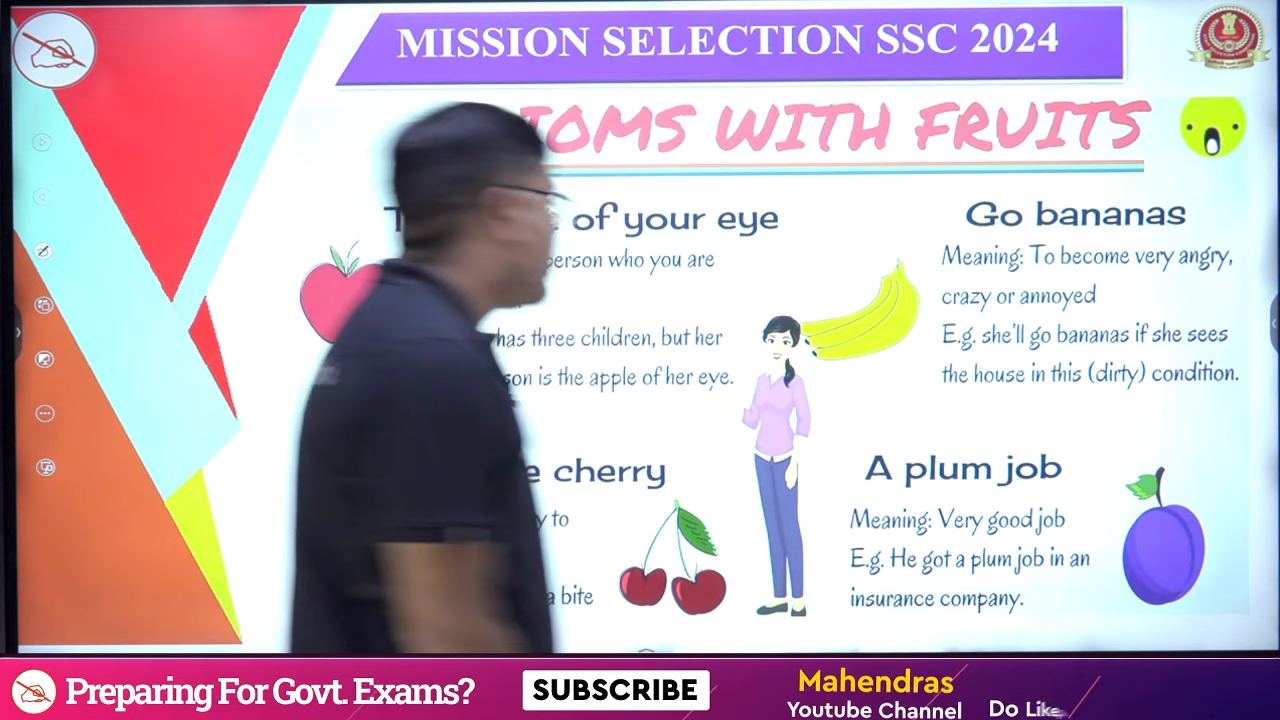 MISSION SELECTION SSC 2024
IOMS WITH FRUITS
of your eye
person who you are
has three children, but her
son is the apple of her eye.
Go bananas
Meaning: To become very angry,
crazy or annoyed
E.g. she'll go bananas if she sees
the house in this (dirty) condition.
cherry
to
a bite
A plum job
Meaning: Very good job
E.g. He got a plum job in an
insurance company.
Preparing For Govt. Exams?
SUBSCRIBE
Mahendras
Youtube Channel
Do Like